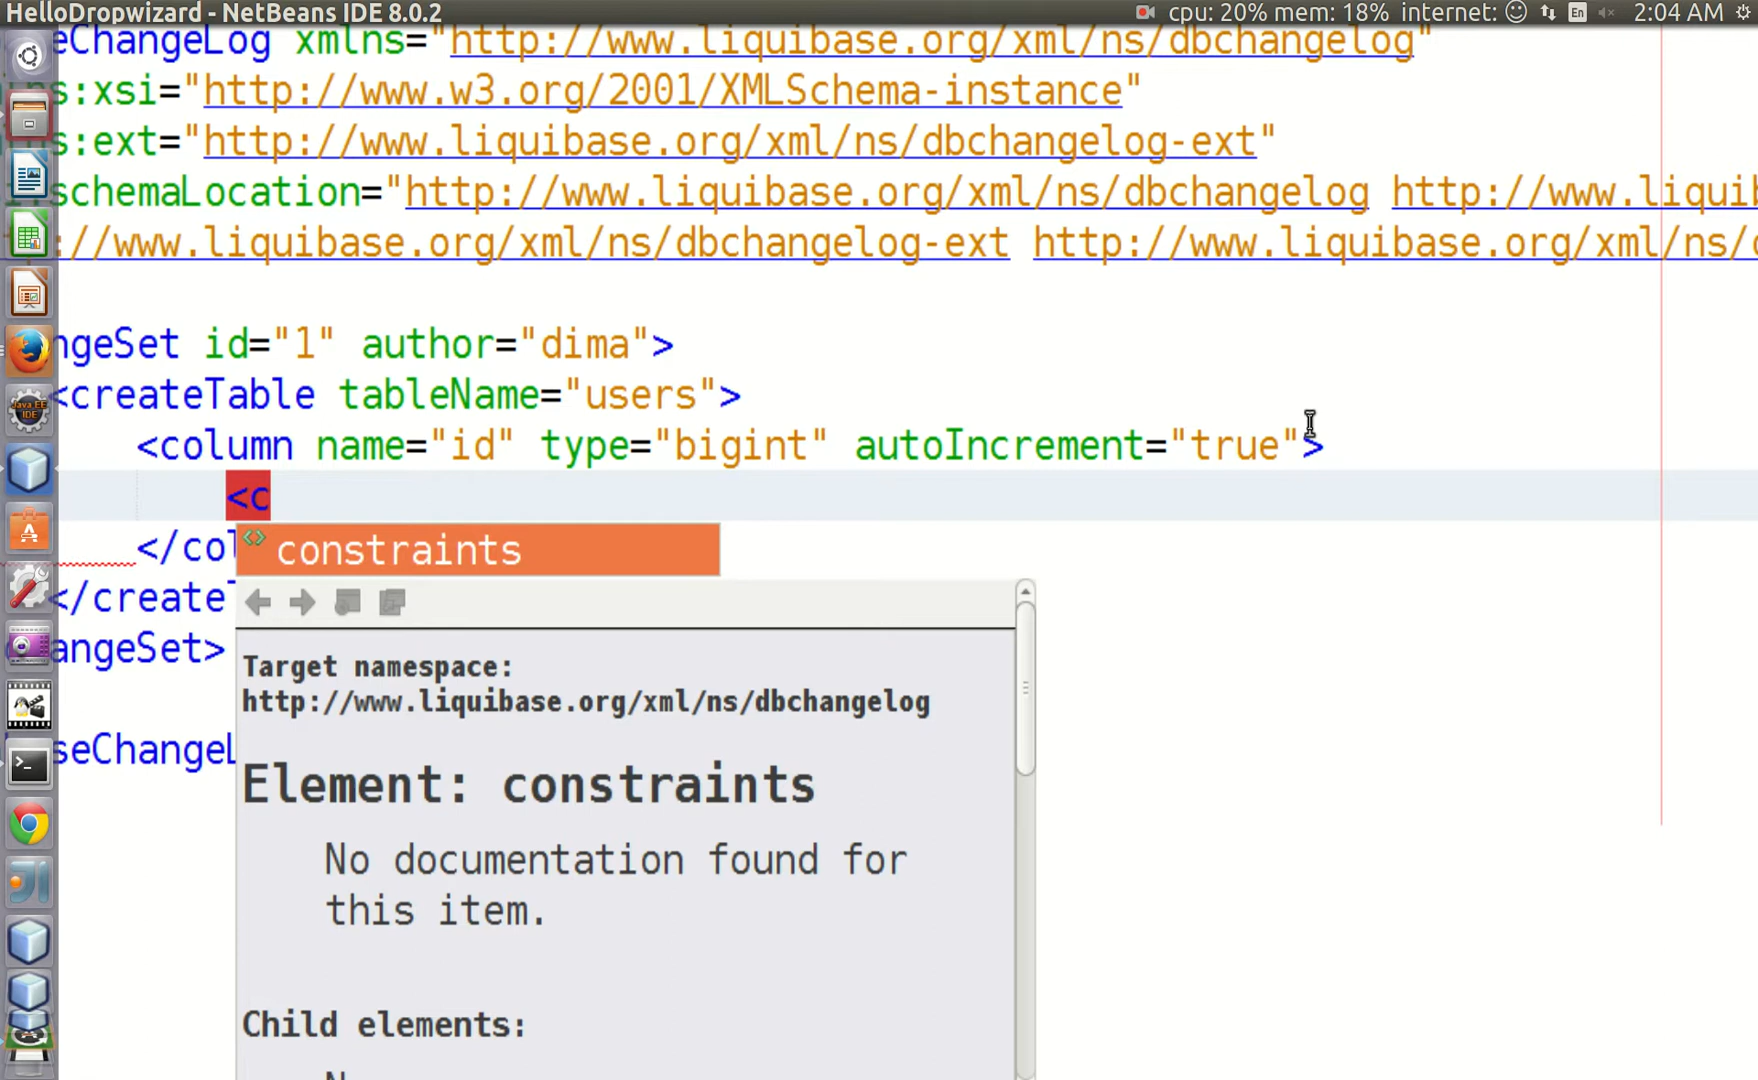 HelloDropwizard - NetBeans IDE 8.0.2 cpu: 20% mem: 18% internet: En 2:04 AM
eChangeLog xmlns="http://www.liquibase.org/xml/ns/dbchangelog"
s:xsi="http://www.w3.org/2001/XMLSchema-instance"
s:ext="http://www.liquibase.org/xml/ns/dbchangelog-ext"
schemaLocation="http://www.liquibase.org/xml/ns/dbchangelog http://www.liquib
://www.liquibase.org/xml/ns/dbchangelog-ext http://www.liquibase.org/xml/ns/
ngeSet id="1" author="dima">
<createTable tableName="users">
<column name="id" type="bigint" autoIncrement="true">
<c
constraints
</col
</create
angeSet>
seChangeL
Target namespace:
http://www.liquibase.org/xml/ns/dbchangelog
Element: constraints
No documentation found for
this item.
Child elements: